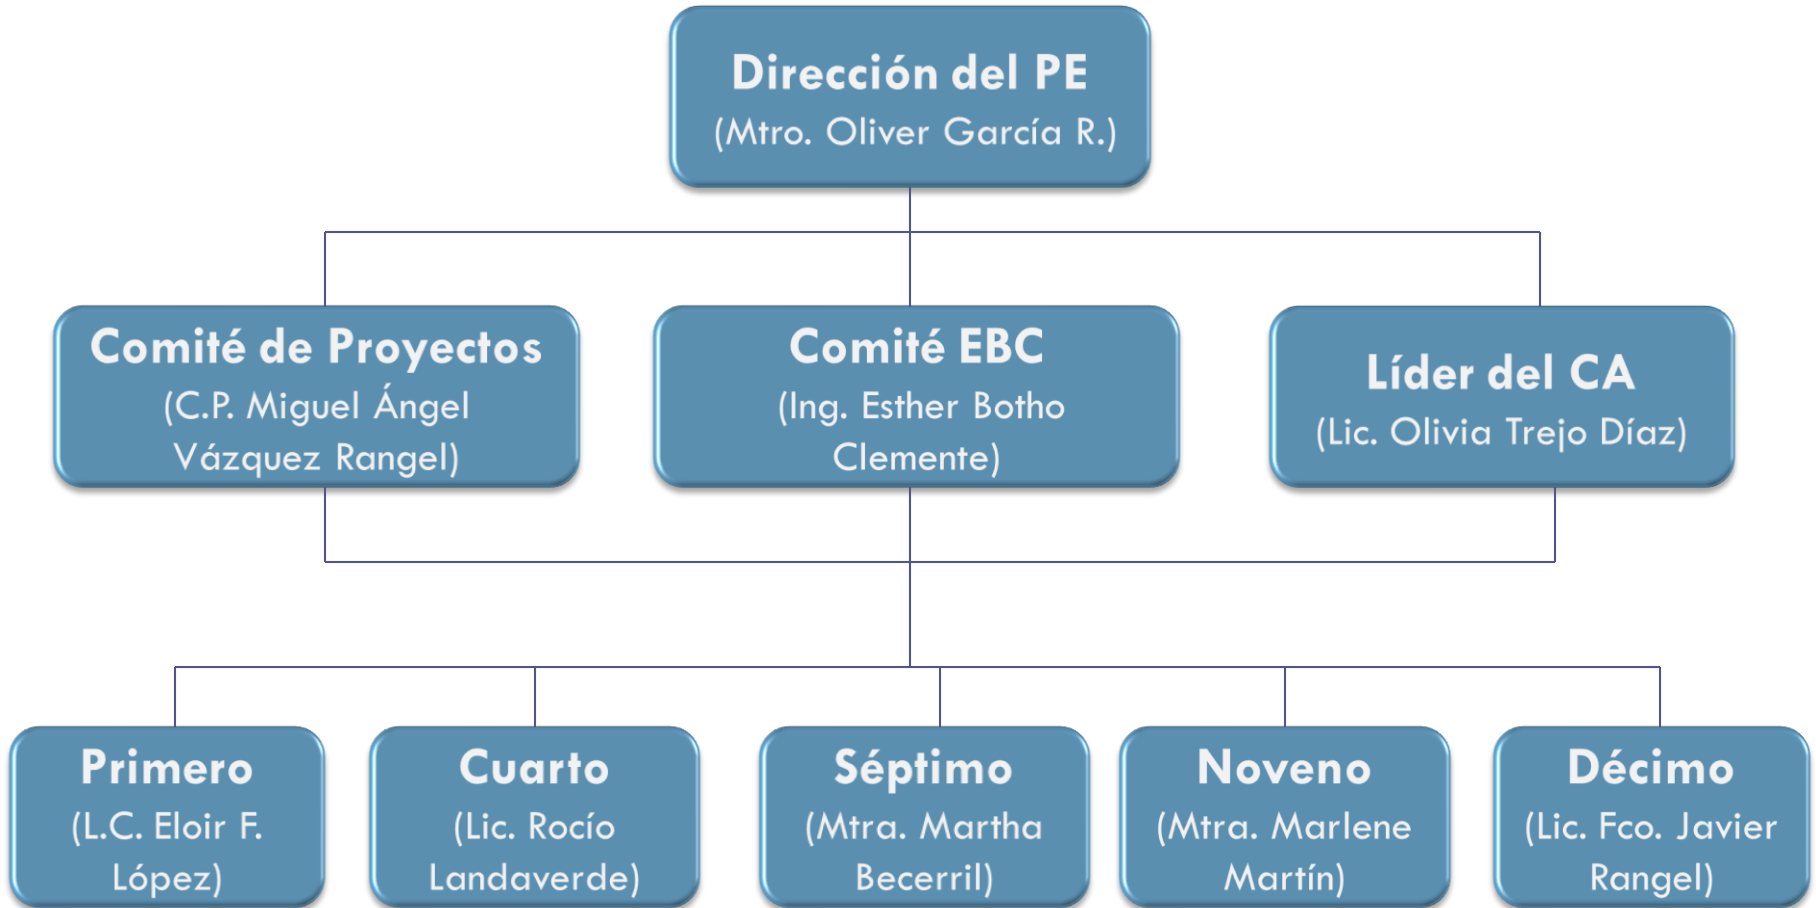 Dirección del PE
(Mtro. Oliver García R.)
Comité de Proyectos
(C.P. Miguel Ángel
Vázquez Rangel)
Comité EBC
(Ing. Esther Botho
Clemente)
Líder del CA
(Lic. Olivia Trejo Díaz)
Primero
(L.C. Eloir F.
López)
Cuarto
(Lic. Rocío
Landaverde)
Séptimo
(Mtra. Martha
Becerril)
Noveno
(Mtra. Marlene
Martín)
Décimo
(Lic. Fco. Javier
Rangel)